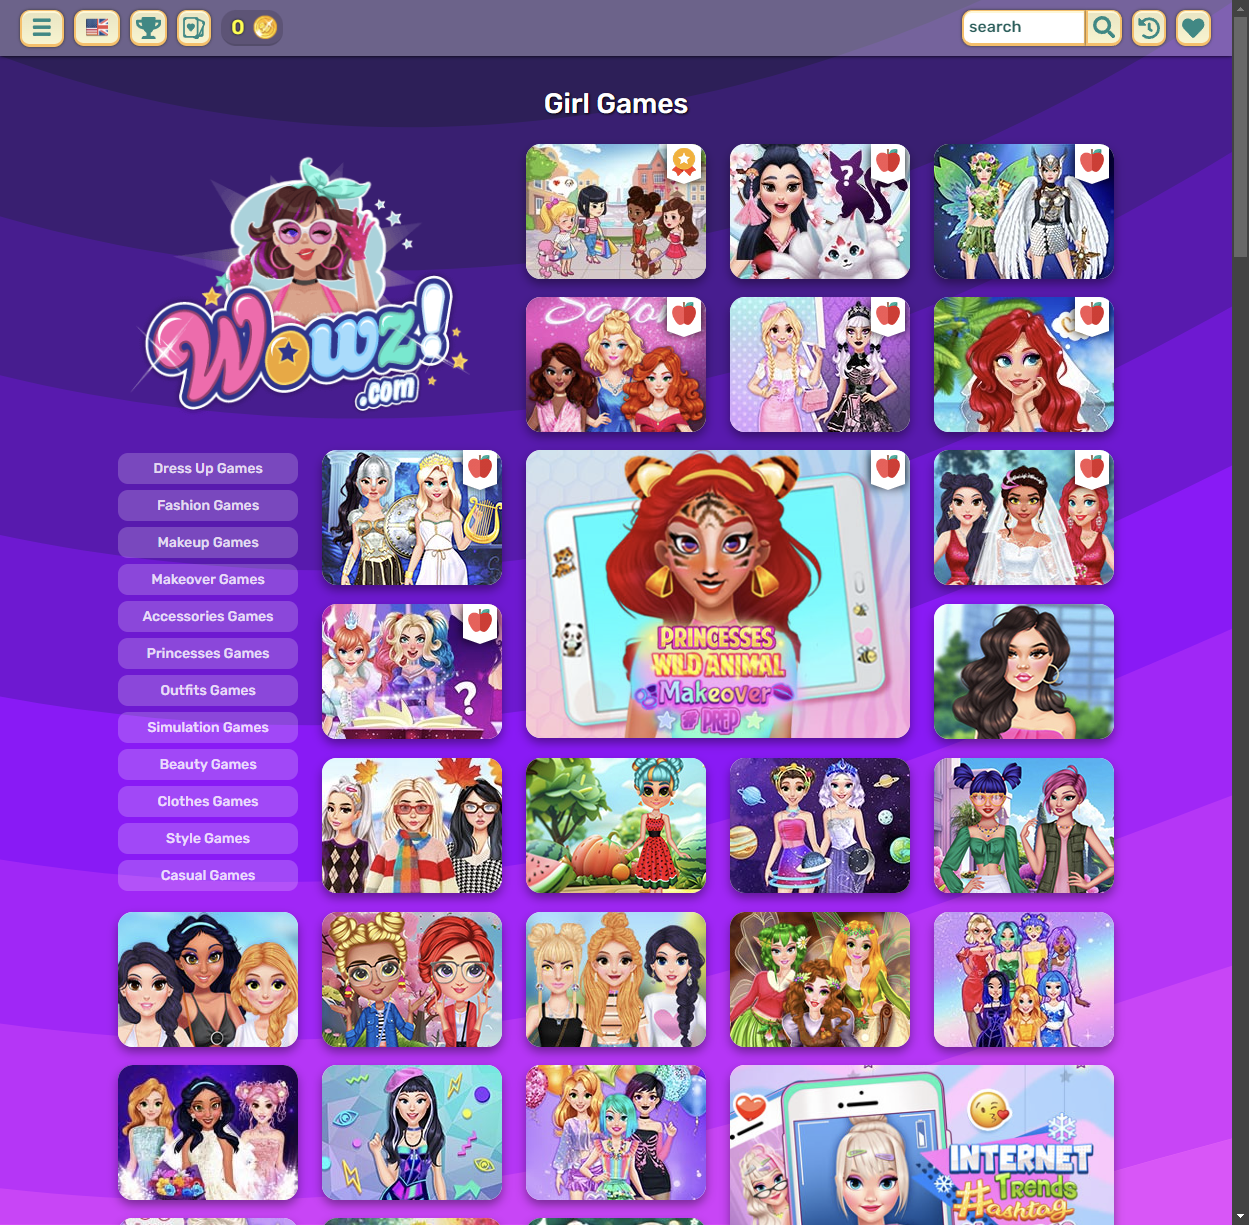 0
search
Girl Games
Wowz!
.com
Salon
?
Dress Up Games
Fashion Games
Makeup Games
Makeover Games
Accessories Games
Princesses Games
Outfits Games
Simulation Games
Beauty Games
Clothes Games
Style Games
Casual Games
PRINCESSES
WILD ANIMAL
Makeover
# PREP
?
INTERNET
TRENDS
#Hashtag